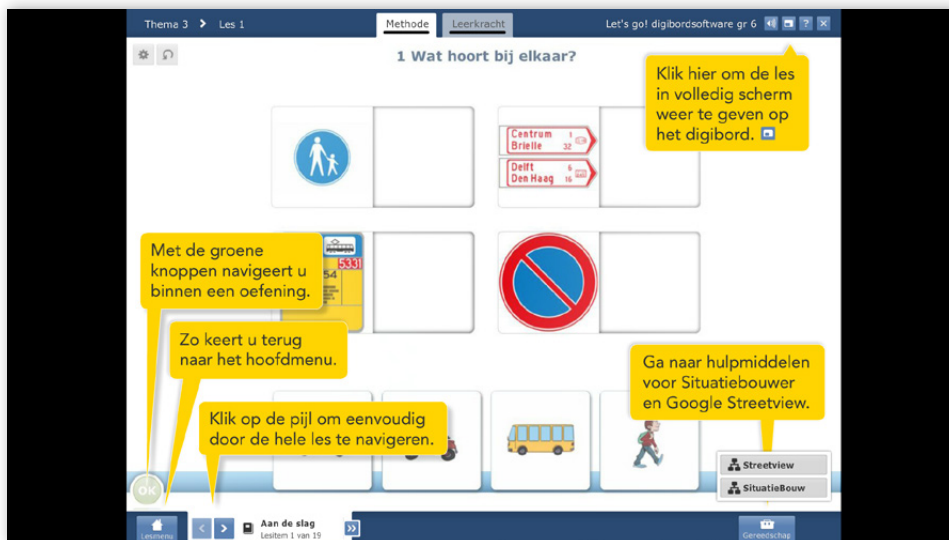 Thema 3 > Les 1
Methode
Leerkracht
Let's go! digibordsoftware gr 6
1 Wat hoort bij elkaar?
Klik hier om de les
in volledig scherm
weer te geven op
het digibord.
Centrum 1
Brielle 32
Delft 6
Den Haag 16
5331
54
Met de groene
knoppen navigeert u
binnen een oefening.
Zo keert u terug
naar het hoofdmenu.
Klik op de pijl om eenvoudig
door de hele les te navigeren.
Ga naar hulpmiddelen
voor Situatiebouwer
en Google Streetview.
Streetview
SituatieBouw
OK
Lesmenu
Aan de slag
Lesitem 1 van 19
Gereedschap